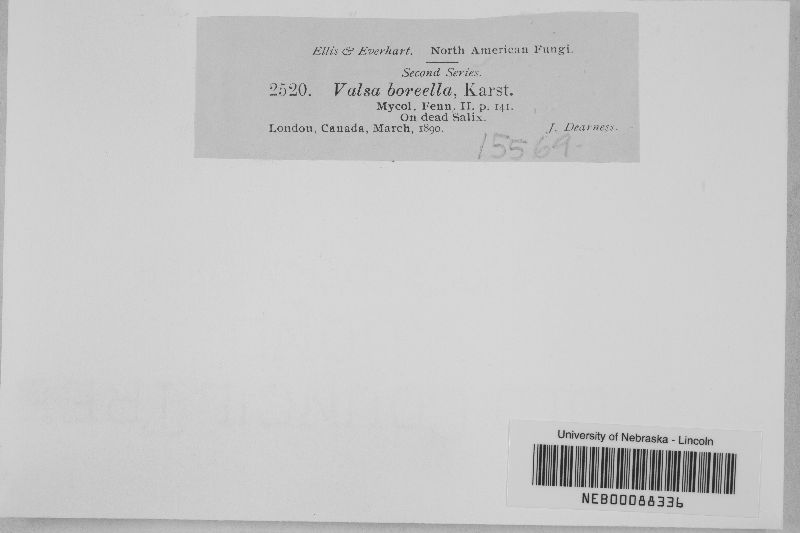 Ellis & Everhart. North American Fungi.
Second Series.
2520. Valsa boreella, Karst.
Mycol. Fenn. II. p. 141.
On dead Salix.
London, Canada, March, 1890. J. Dearness.
15569-
University of Nebraska - Lincoln
NEB00088336